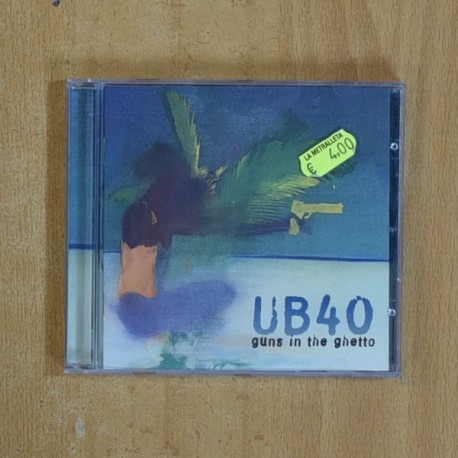 LA METRALLETA
€ 4,00
UB40
guns in the ghetto